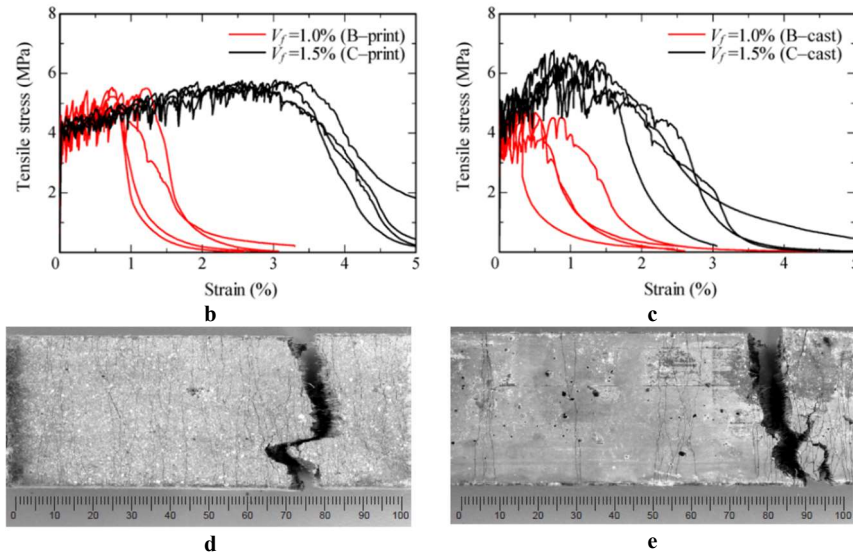 Tensile stress (MPa)
8
6
4
2
V_f=1.0% (B–print)
V_f=1.5% (C–print)
0 1 2 3 4 5
Strain (%)
b
Tensile stress (MPa)
8
6
4
2
V_f=1.0% (B–cast)
V_f=1.5% (C–cast)
0 1 2 3 4 5
Strain (%)
c
0 10 20 30 40 50 60 70 80 90 100
d
0 10 20 30 40 50 60 70 80 90 100
e